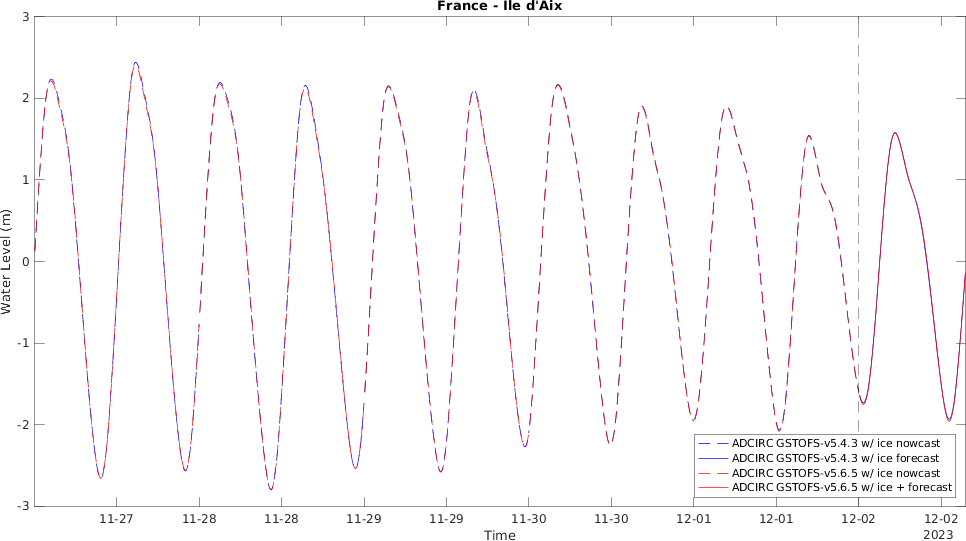 France - Ile d'Aix
3
2
1
0
-1
-2
-3
Water Level (m)
ADCIRC GSTOFS-v5.4.3 w/ ice nowcast
ADCIRC GSTOFS-v5.4.3 w/ ice forecast
ADCIRC GSTOFS-v5.6.5 w/ ice nowcast
ADCIRC GSTOFS-v5.6.5 w/ ice + forecast
11-27 11-28 11-28 11-29 11-29 11-30 11-30 12-01 12-01 12-02 12-02
2023
Time